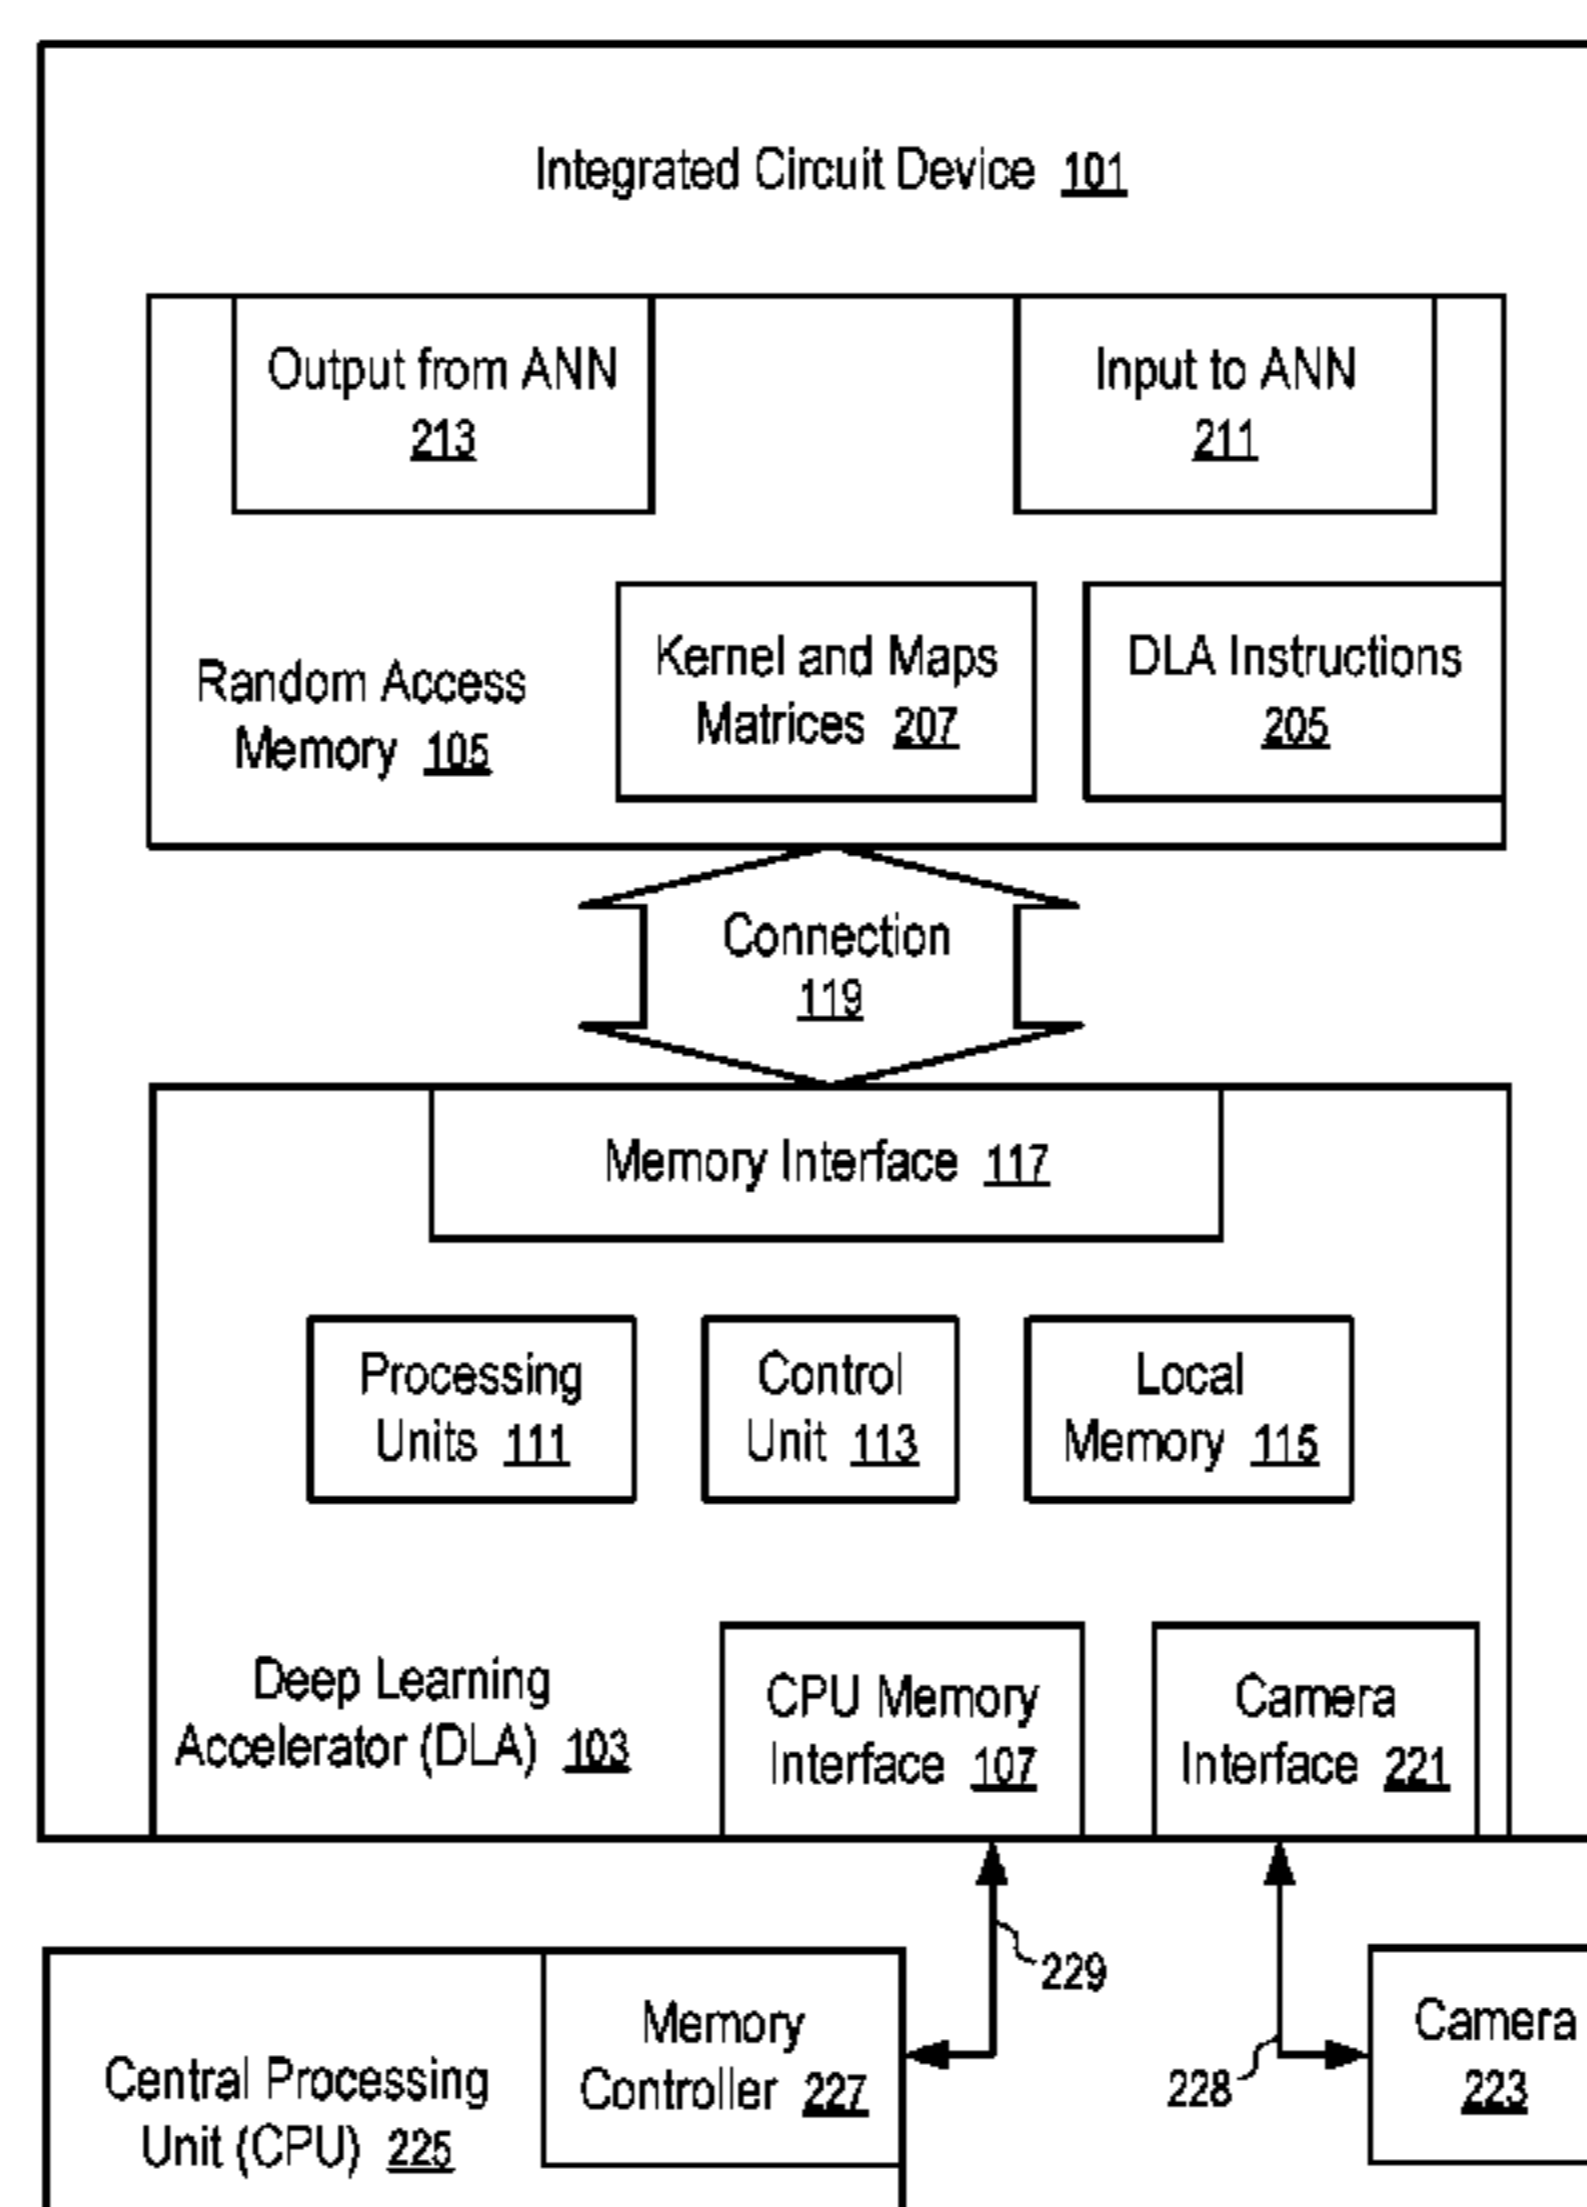 Integrated Circuit Device 101
Output from ANN
213
Input to ANN
211
Random Access
Memory 105
Kernel and Maps
Matrices 207
DLA Instructions
205
Connection
119
Memory Interface 117
Processing
Units 111
Control
Unit 113
Local
Memory 115
Deep Learning
Accelerator (DLA) 103
CPU Memory
Interface 107
Camera
Interface 221
229
228
Central Processing
Unit (CPU) 225
Memory
Controller 227
Camera
223